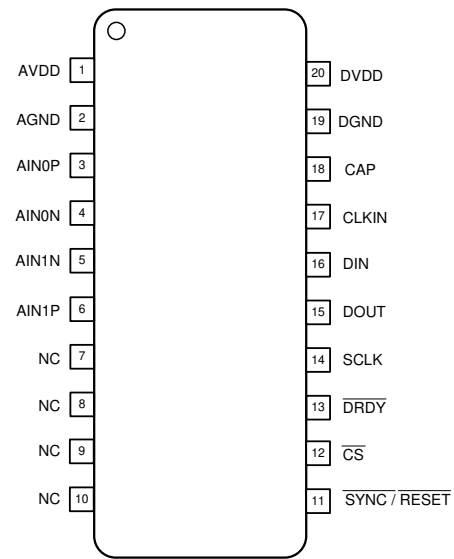 AVDD 1
AGND 2
AIN0P 3
AIN0N 4
AIN1N 5
AIN1P 6
NC 7
NC 8
NC 9
NC 10
20 DVDD
19 DGND
18 CAP
17 CLKIN
16 DIN
15 DOUT
14 SCLK
13 DRDY
12 CS
11 SYNC / RESET